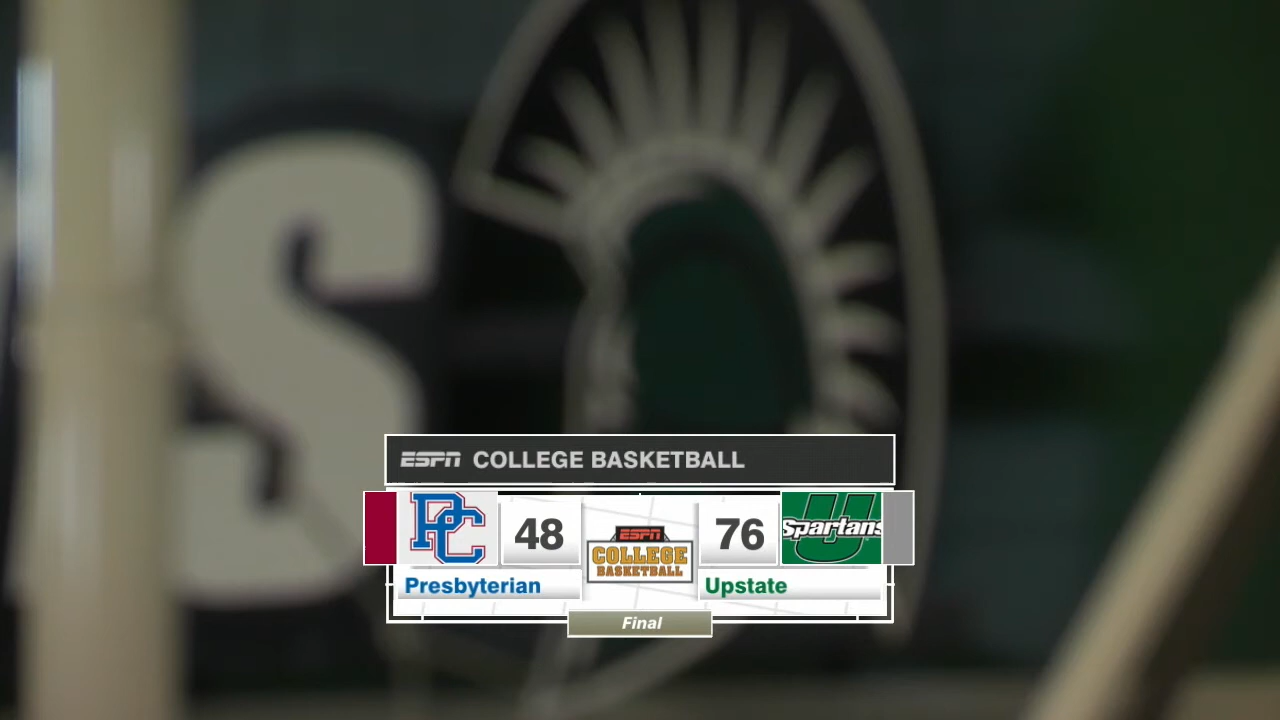 S
ESPN COLLEGE BASKETBALL
PC 48 ESPN COLLEGE BASKETBALL 76 U Spartans
Presbyterian Upstate
Final